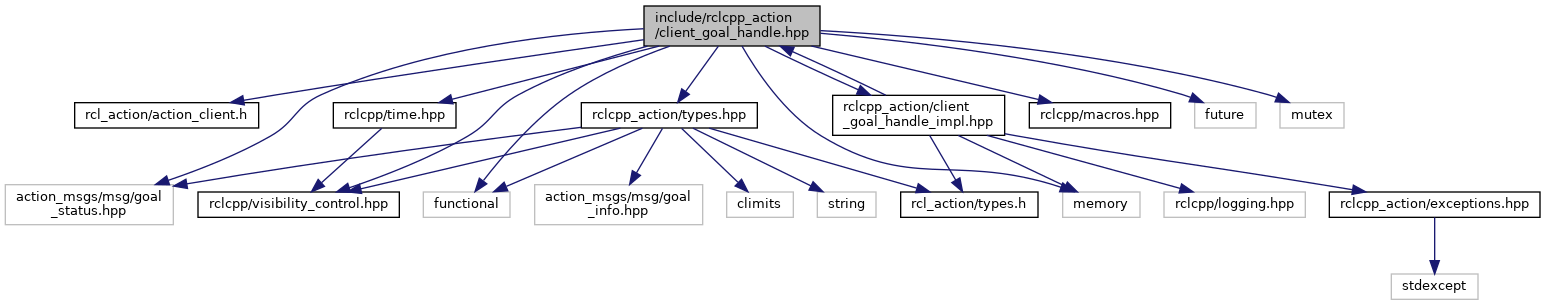 include/rclcpp_action
/client_goal_handle.hpp
rcl_action/action_client.h
rclcpp/time.hpp
rclcpp_action/types.hpp
rclcpp_action/client
_goal_handle_impl.hpp
rclcpp/macros.hpp
future
mutex
action_msgs/msg/goal
_status.hpp
rclcpp/visibility_control.hpp
functional
action_msgs/msg/goal
_info.hpp
climits
string
rcl_action/types.h
memory
rclcpp/logging.hpp
rclcpp_action/exceptions.hpp
stdexcept